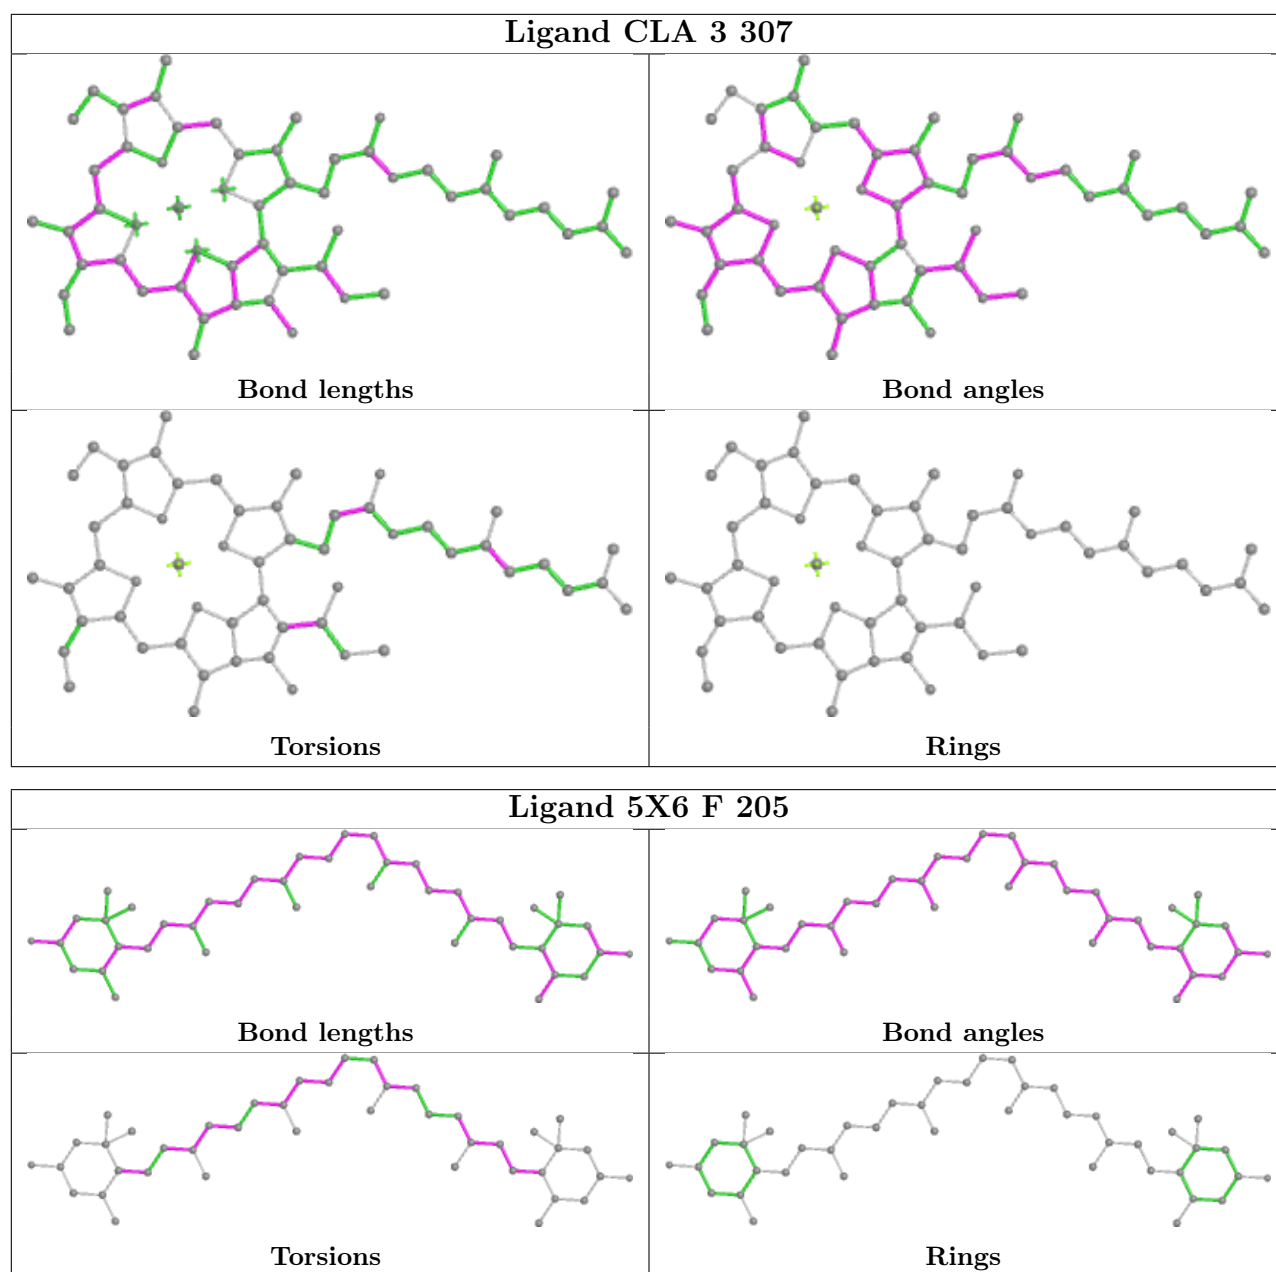 Ligand CLA 3 307
Bond lengths
Bond angles
Torsions
Rings
Ligand 5X6 F 205
Bond lengths
Bond angles
Torsions
Rings